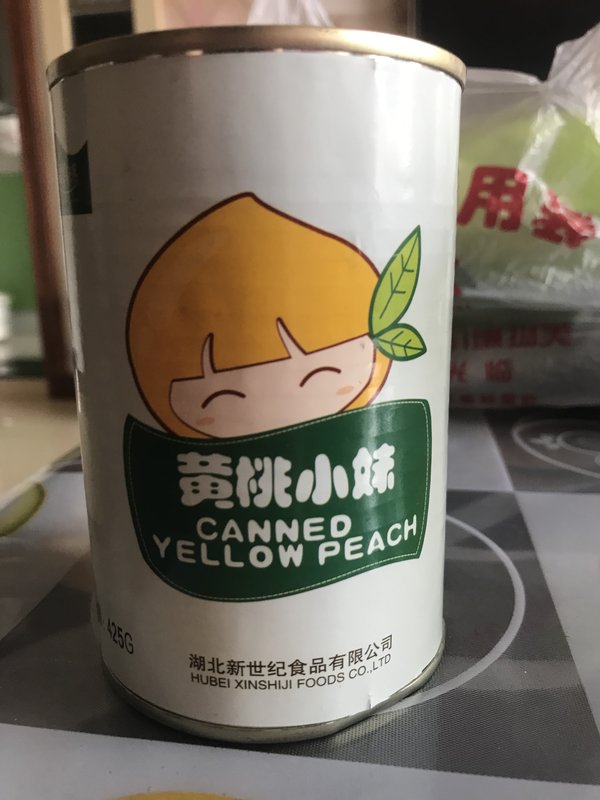 黄桃小妹
CANNED
YELLOW PEACH
425G
湖北新世纪食品有限公司
HUBEI XINSHIJI FOODS CO.,LTD
用